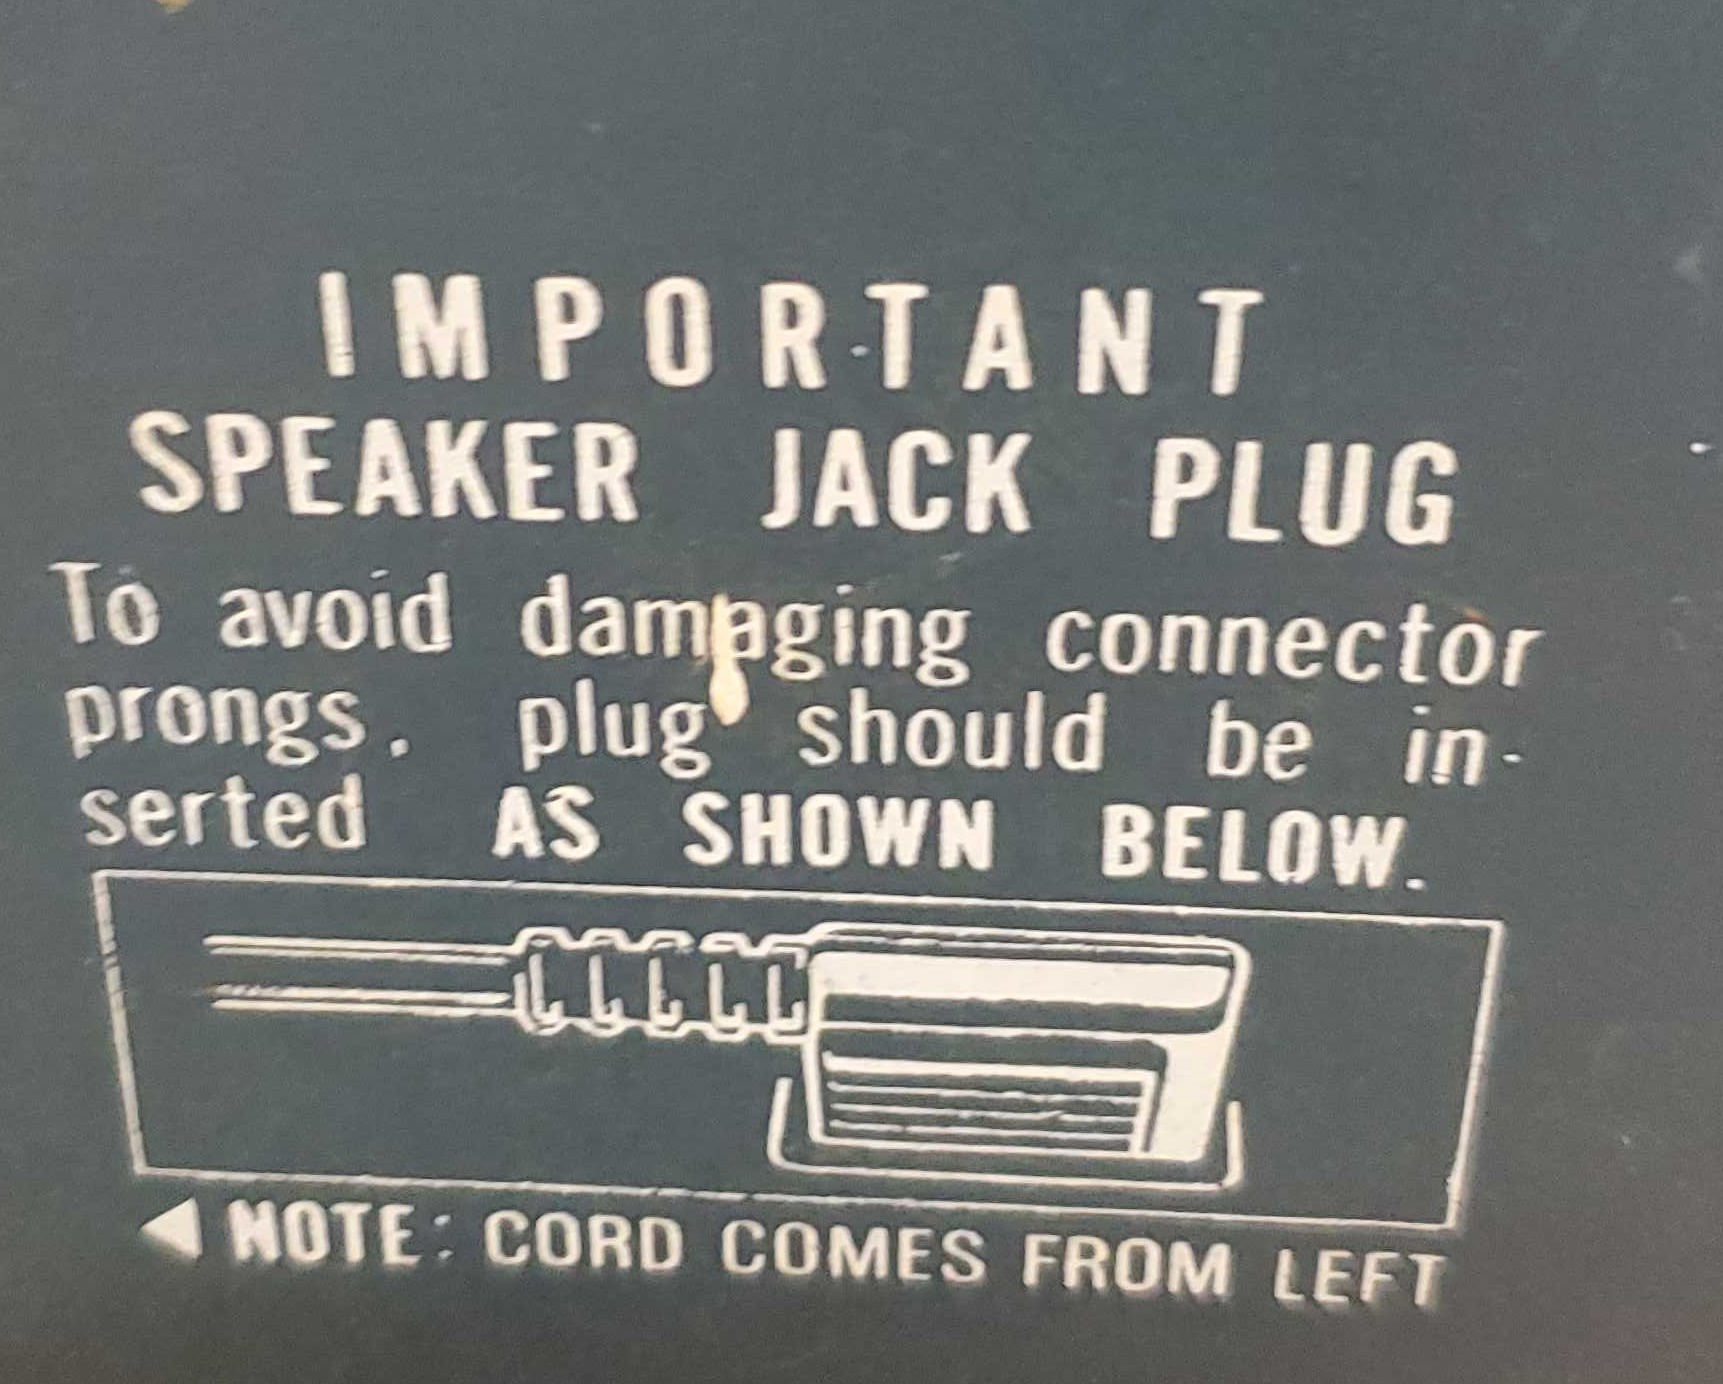 IMPORTANT
SPEAKER JACK PLUG
To avoid damaging connector
prongs, plug should be in-
serted AS SHOWN BELOW.
◀ NOTE: CORD COMES FROM LEFT